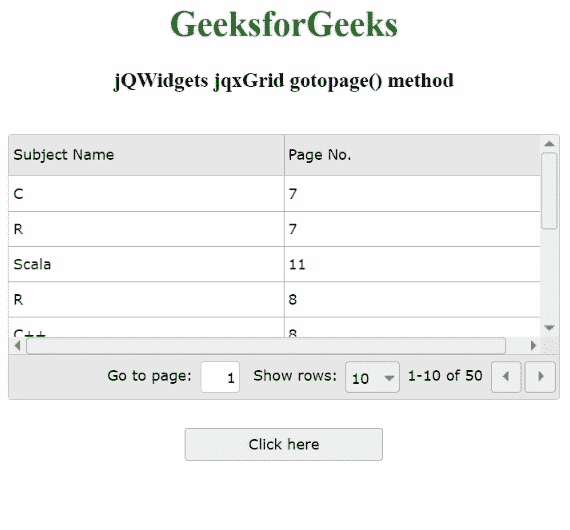 GeeksforGeeks
jQWidgets jqxGrid gotopage() method
Subject Name Page No.
C 7
R 7
Scala 11
R 8
C++ 8
Go to page: 1 Show rows: 10 1-10 of 50
Click here